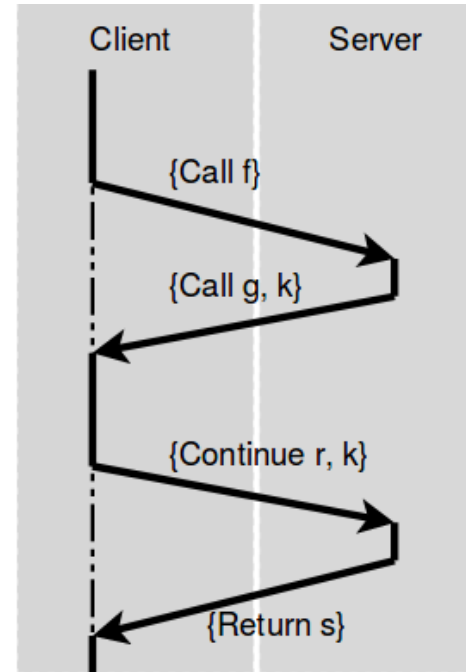 Client
Server
{Call f}
{Call g, k}
{Continue r, k}
{Return s}